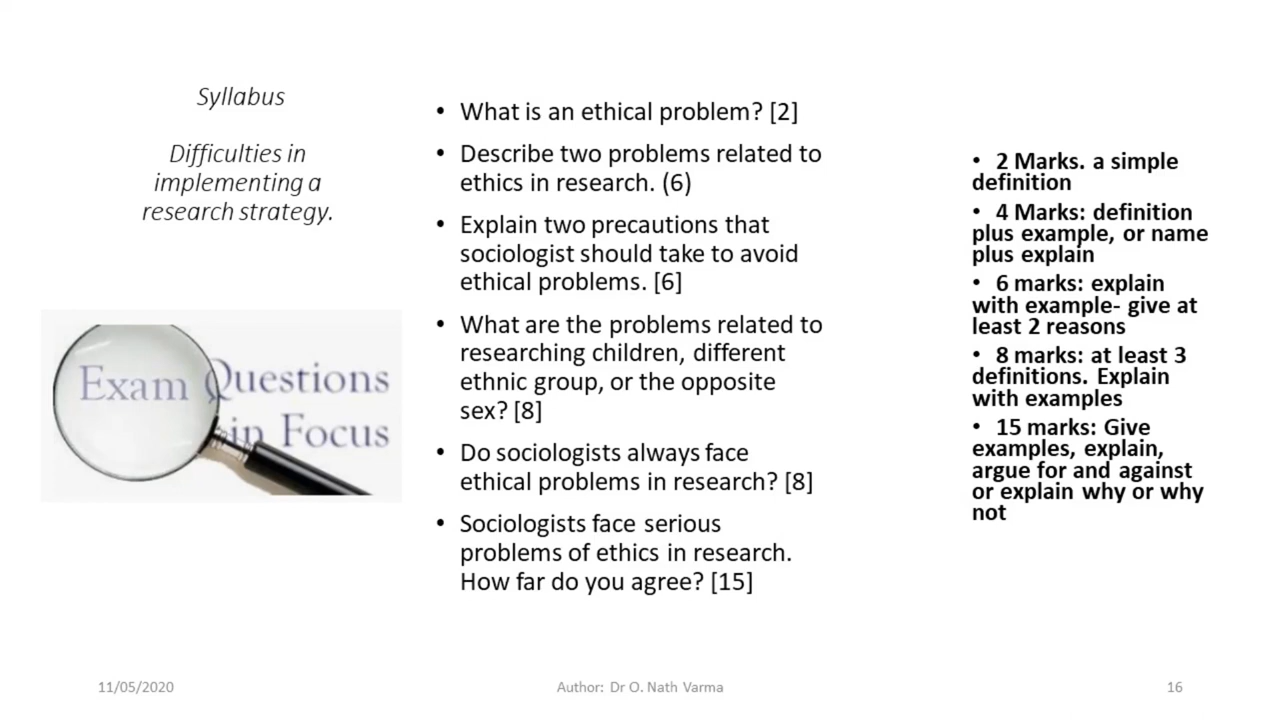 Syllabus
Difficulties in
implementing a
research strategy.
Exam Questions
in Focus
• What is an ethical problem? [2]
• Describe two problems related to
ethics in research. (6)
• Explain two precautions that
sociologist should take to avoid
ethical problems. [6]
• What are the problems related to
researching children, different
ethnic group, or the opposite
sex? [8]
• Do sociologists always face
ethical problems in research? [8]
• Sociologists face serious
problems of ethics in research.
How far do you agree? [15]
• 2 Marks. a simple
definition
• 4 Marks: definition
plus example, or name
plus explain
• 6 marks: explain
with example- give at
least 2 reasons
• 8 marks: at least 3
definitions. Explain
with examples
• 15 marks: Give
examples, explain,
argue for and against
or explain why or why
not
11/05/2020
Author: Dr O. Nath Varma
16